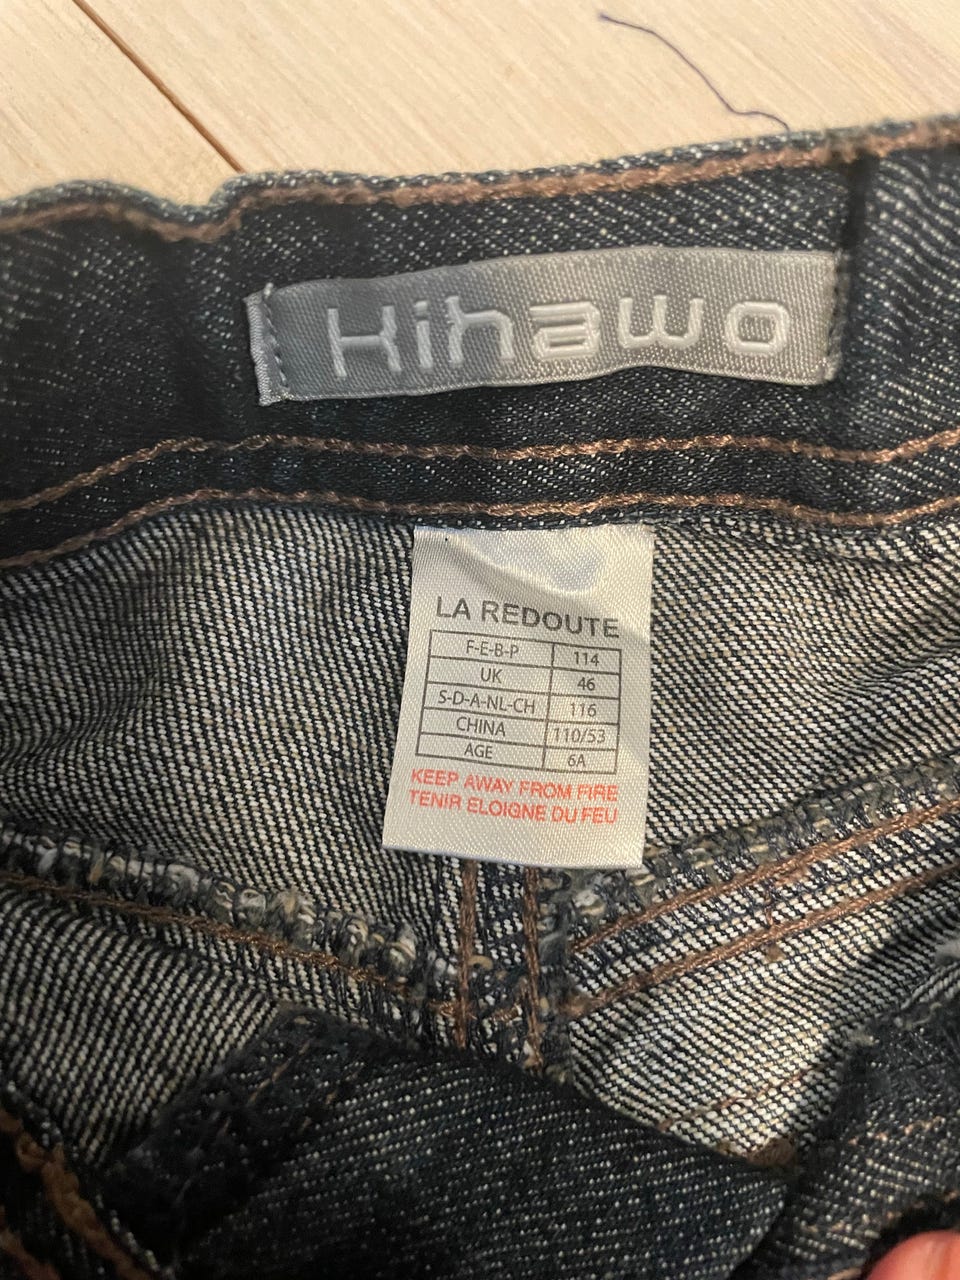 Kihawo
LA REDOUTE
F-E-B-P 114
UK 46
S-D-A-NL-CH 116
CHINA 110/53
AGE 6A
KEEP AWAY FROM FIRE
TENIR ELOIGNE DU FEU